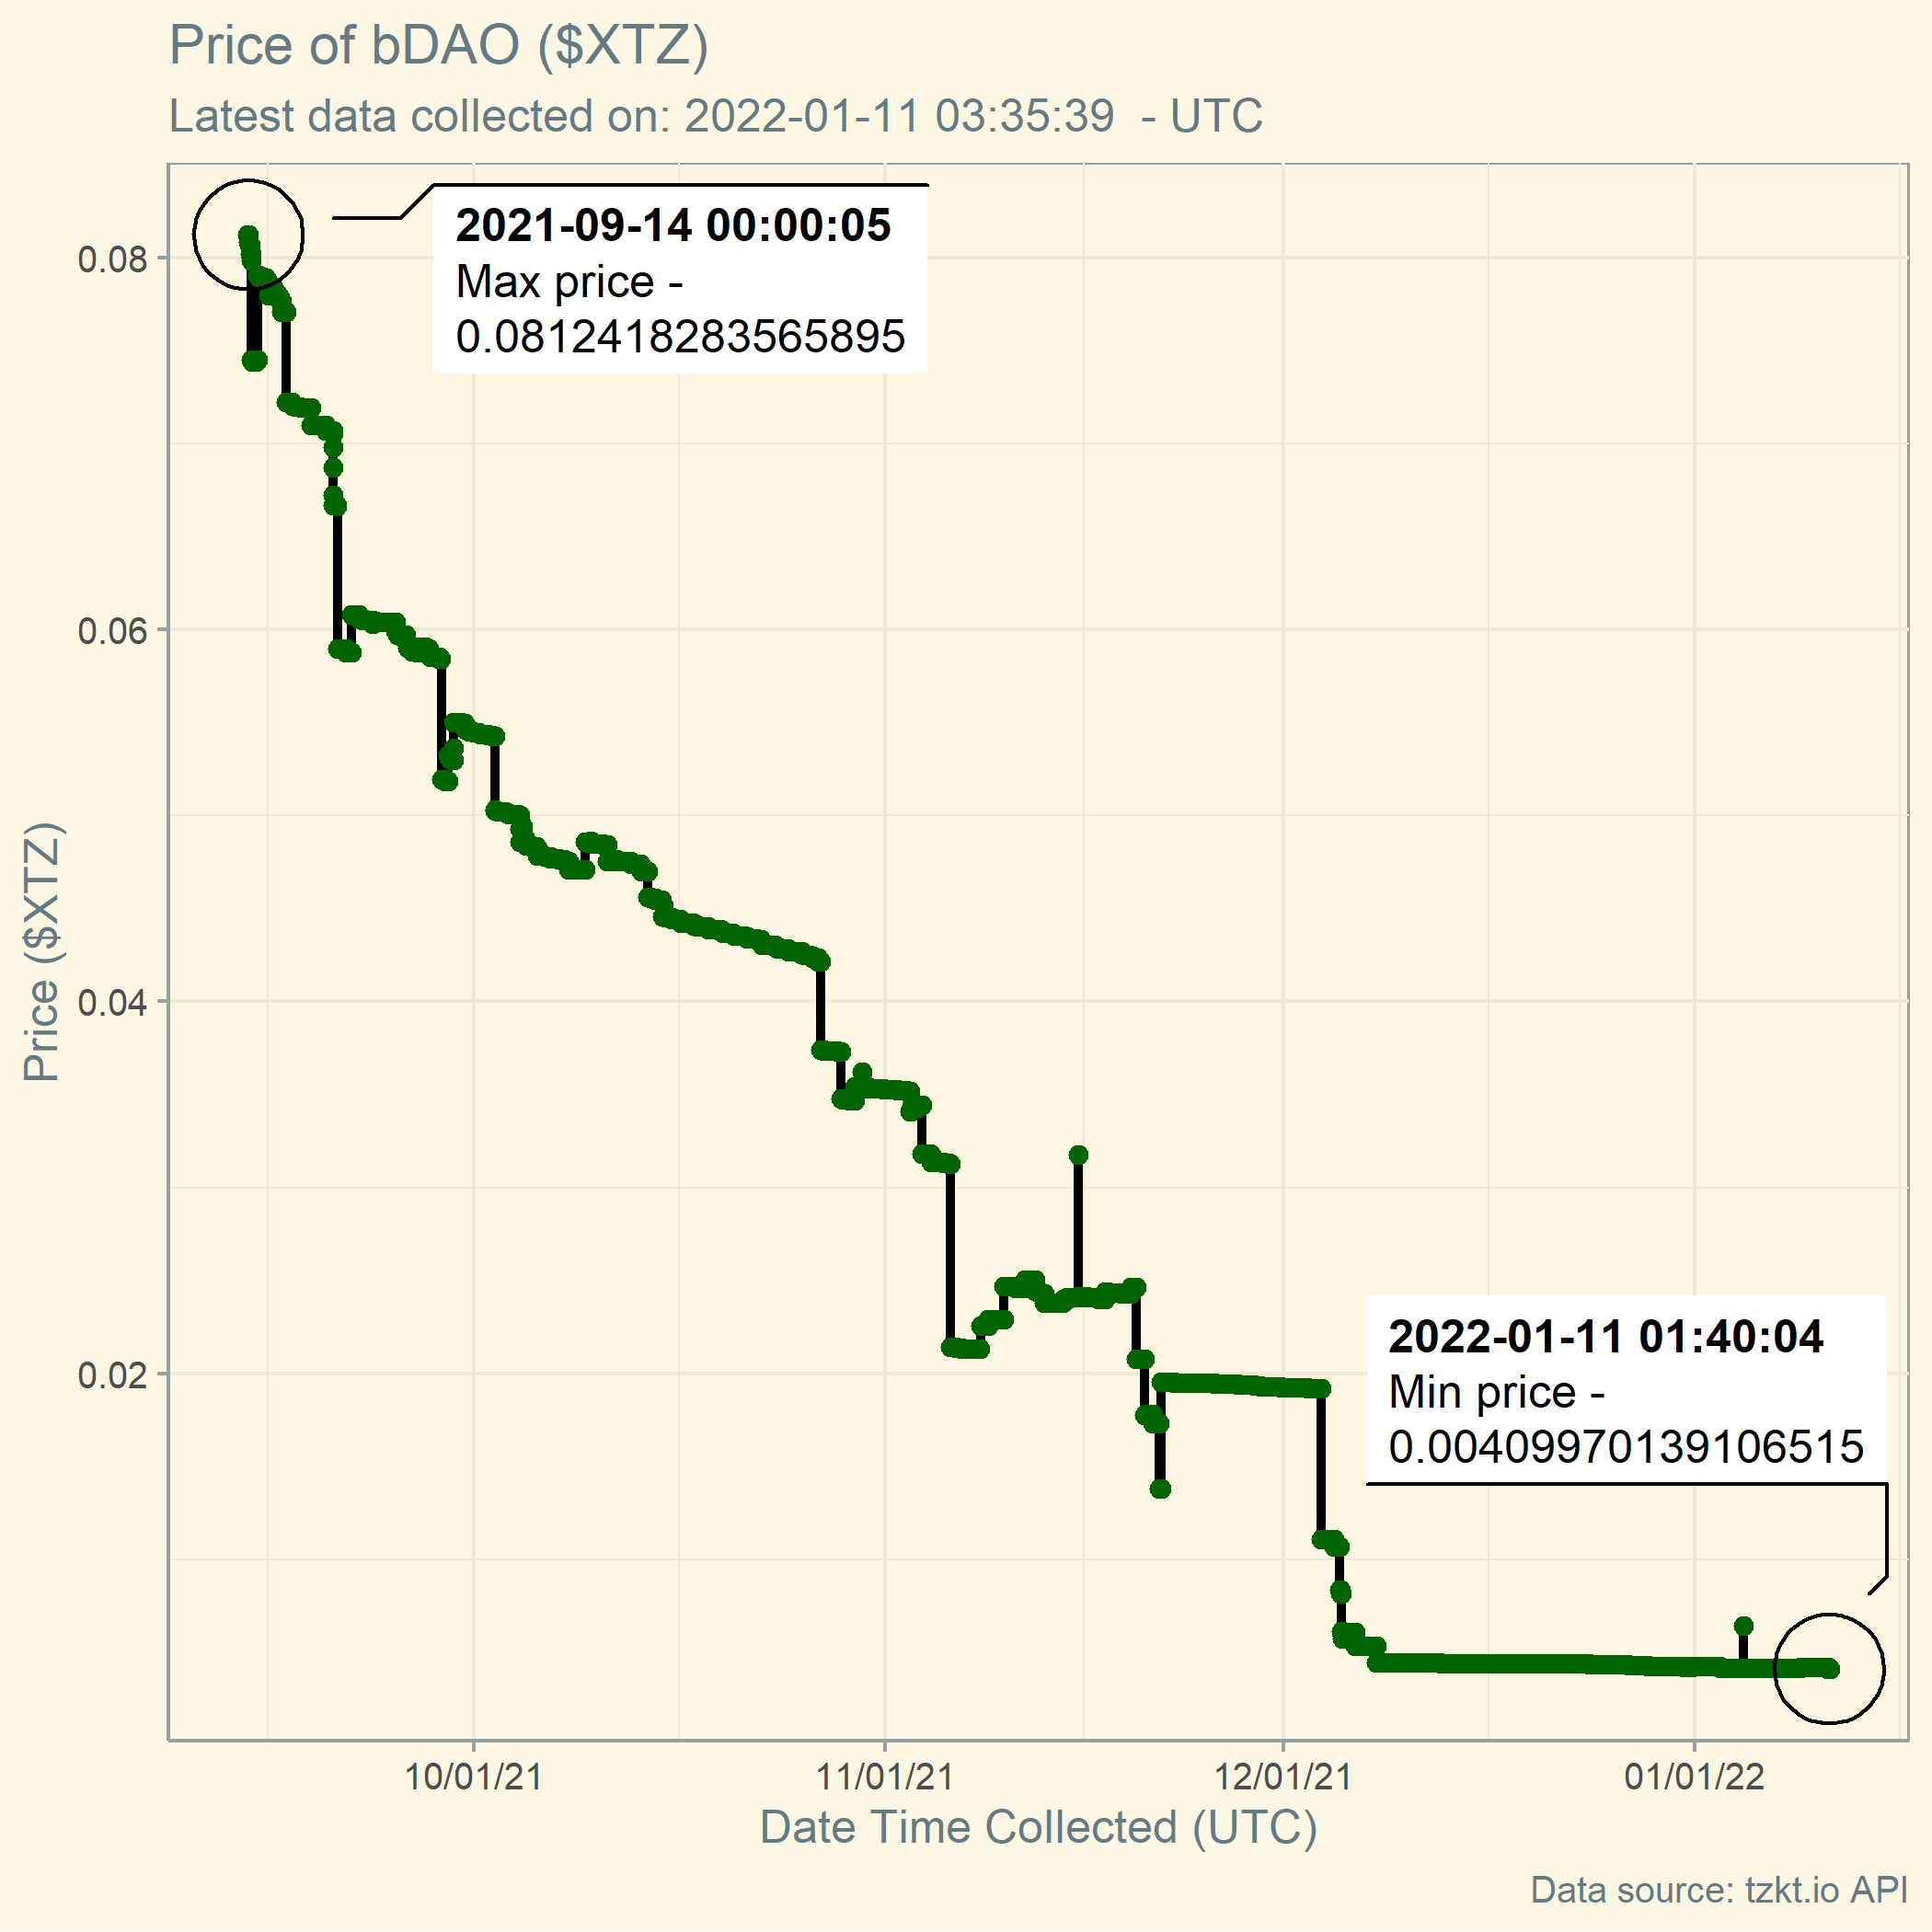 Price of bDAO ($XTZ)
Latest data collected on: 2022-01-11 03:35:39  - UTC
2021-09-14 00:00:05
Max price -
0.0812418283565895
0.08
0.06
0.04
0.02
Price ($XTZ)
2022-01-11 01:40:04
Min price -
0.00409970139106515
10/01/21
11/01/21
12/01/21
01/01/22
Date Time Collected (UTC)
Data source: tzkt.io API